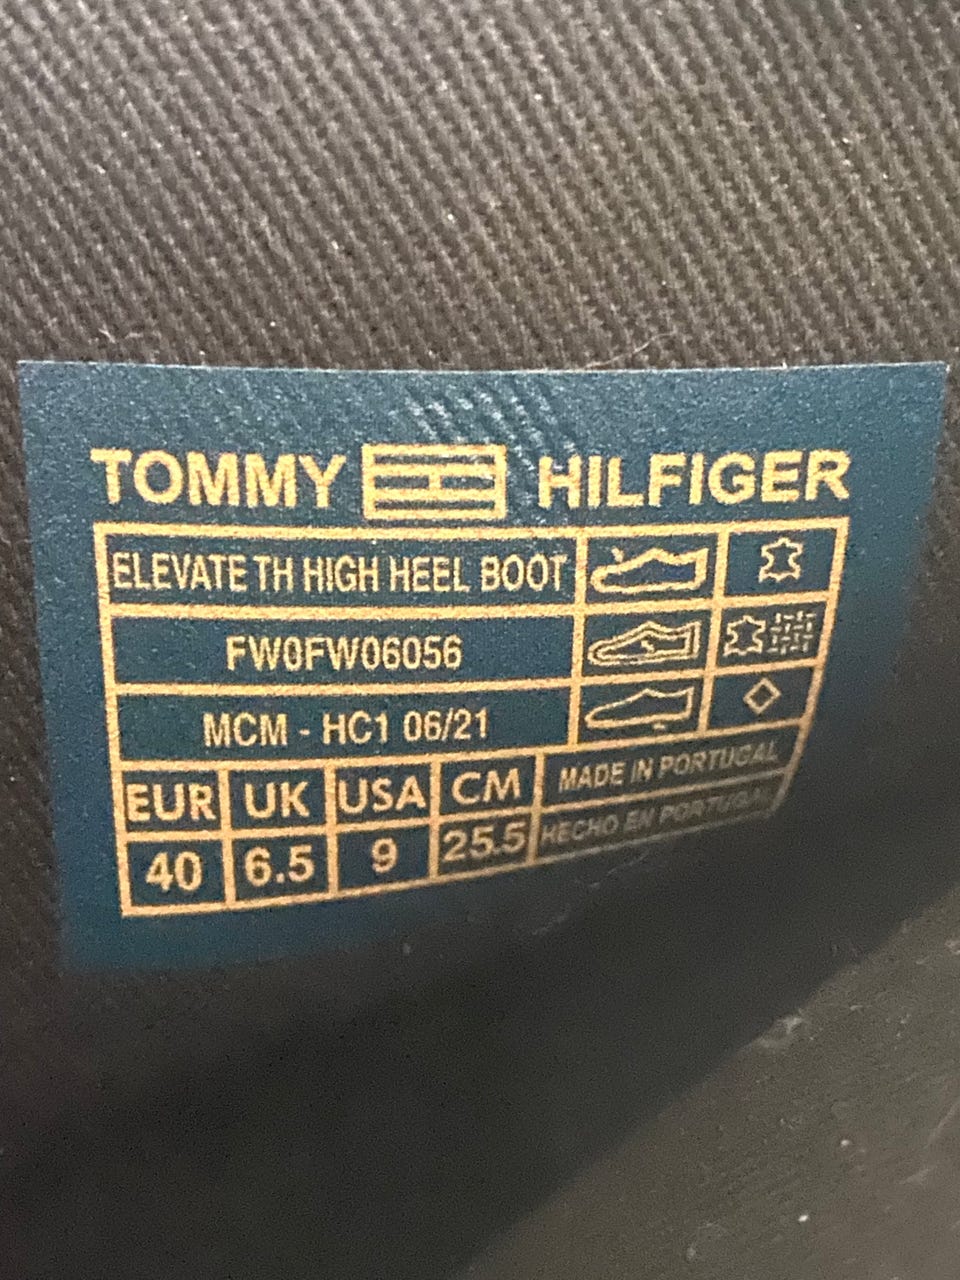 TOMMY HILFIGER
ELEVATE TH HIGH HEEL BOOT
FW0FW06056
MCM - HC1 06/21
EUR UK USA CM MADE IN PORTUGAL
40 6.5 9 25.5 HECHO EN PORTUGAL